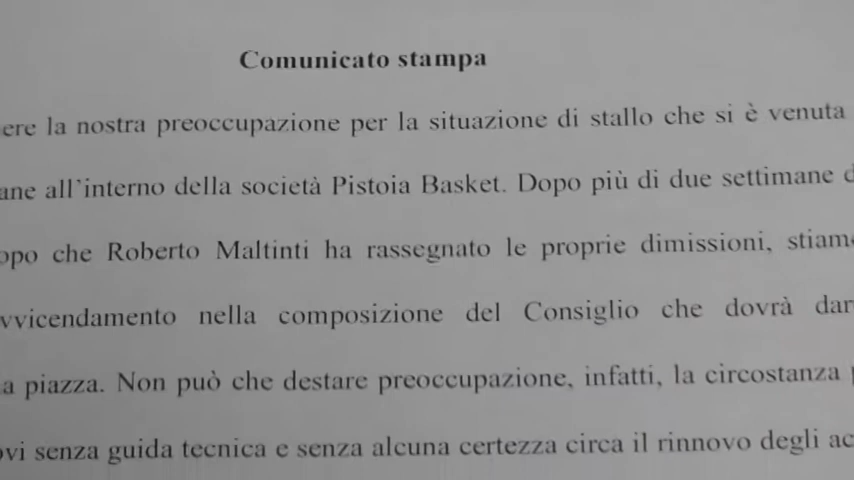 Comunicato stampa
ere la nostra preoccupazione per la situazione di stallo che si è venuta
ane all'interno della società Pistoia Basket. Dopo più di due settimane d
opo che Roberto Maltinti ha rassegnato le proprie dimissioni, stiamo
vvicendamento nella composizione del Consiglio che dovrà dar
a piazza. Non può che destare preoccupazione, infatti, la circostanza p
ovi senza guida tecnica e senza alcuna certezza circa il rinnovo degli ac